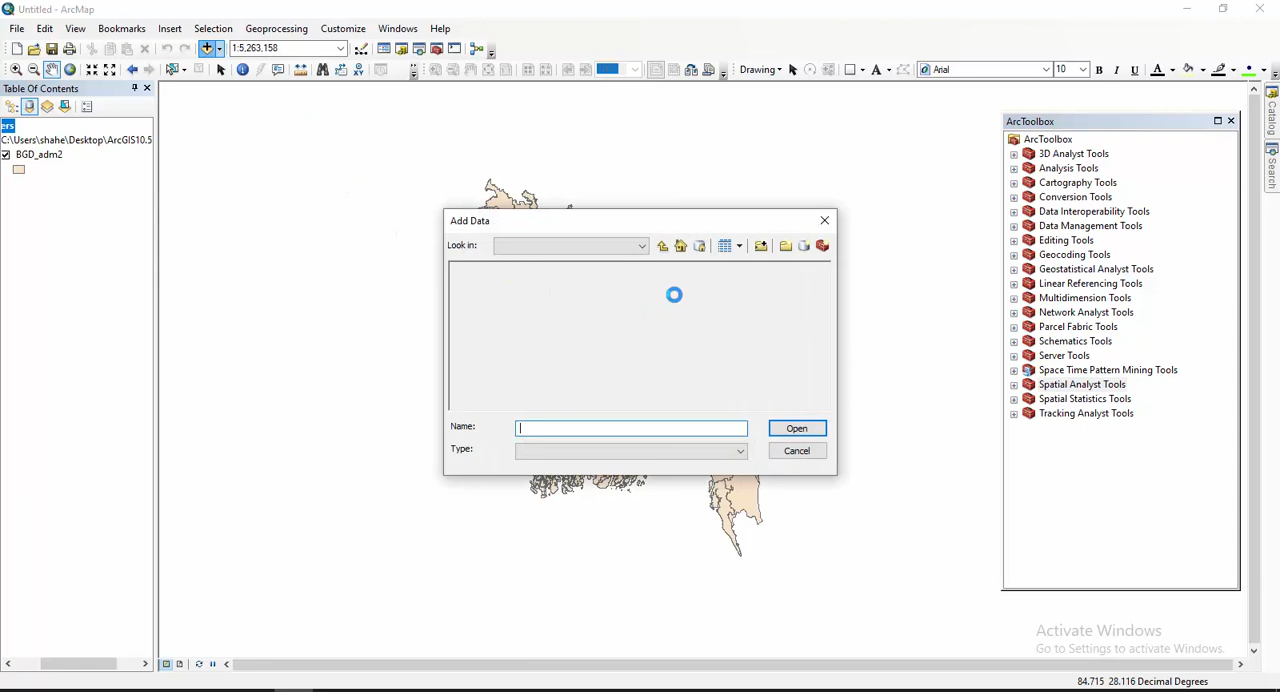 Untitled - ArcMap
File Edit View Bookmarks Insert Selection Geoprocessing Customize Windows Help
1:5,263,158
Drawing Arial 10 B I U A
Table Of Contents
ers
C:\Users\shahe\Desktop\ArcGIS10.5
BGD_adm2
Add Data
Look in:
Name:
Open
Type:
Cancel
ArcToolbox
ArcToolbox
3D Analyst Tools
Analysis Tools
Cartography Tools
Conversion Tools
Data Interoperability Tools
Data Management Tools
Editing Tools
Geocoding Tools
Geostatistical Analyst Tools
Linear Referencing Tools
Multidimension Tools
Network Analyst Tools
Parcel Fabric Tools
Schematics Tools
Server Tools
Space Time Pattern Mining Tools
Spatial Analyst Tools
Spatial Statistics Tools
Tracking Analyst Tools
Catalog
Search
Activate Windows
Go to Settings to activate Windows.
84.715 28.116 Decimal Degrees